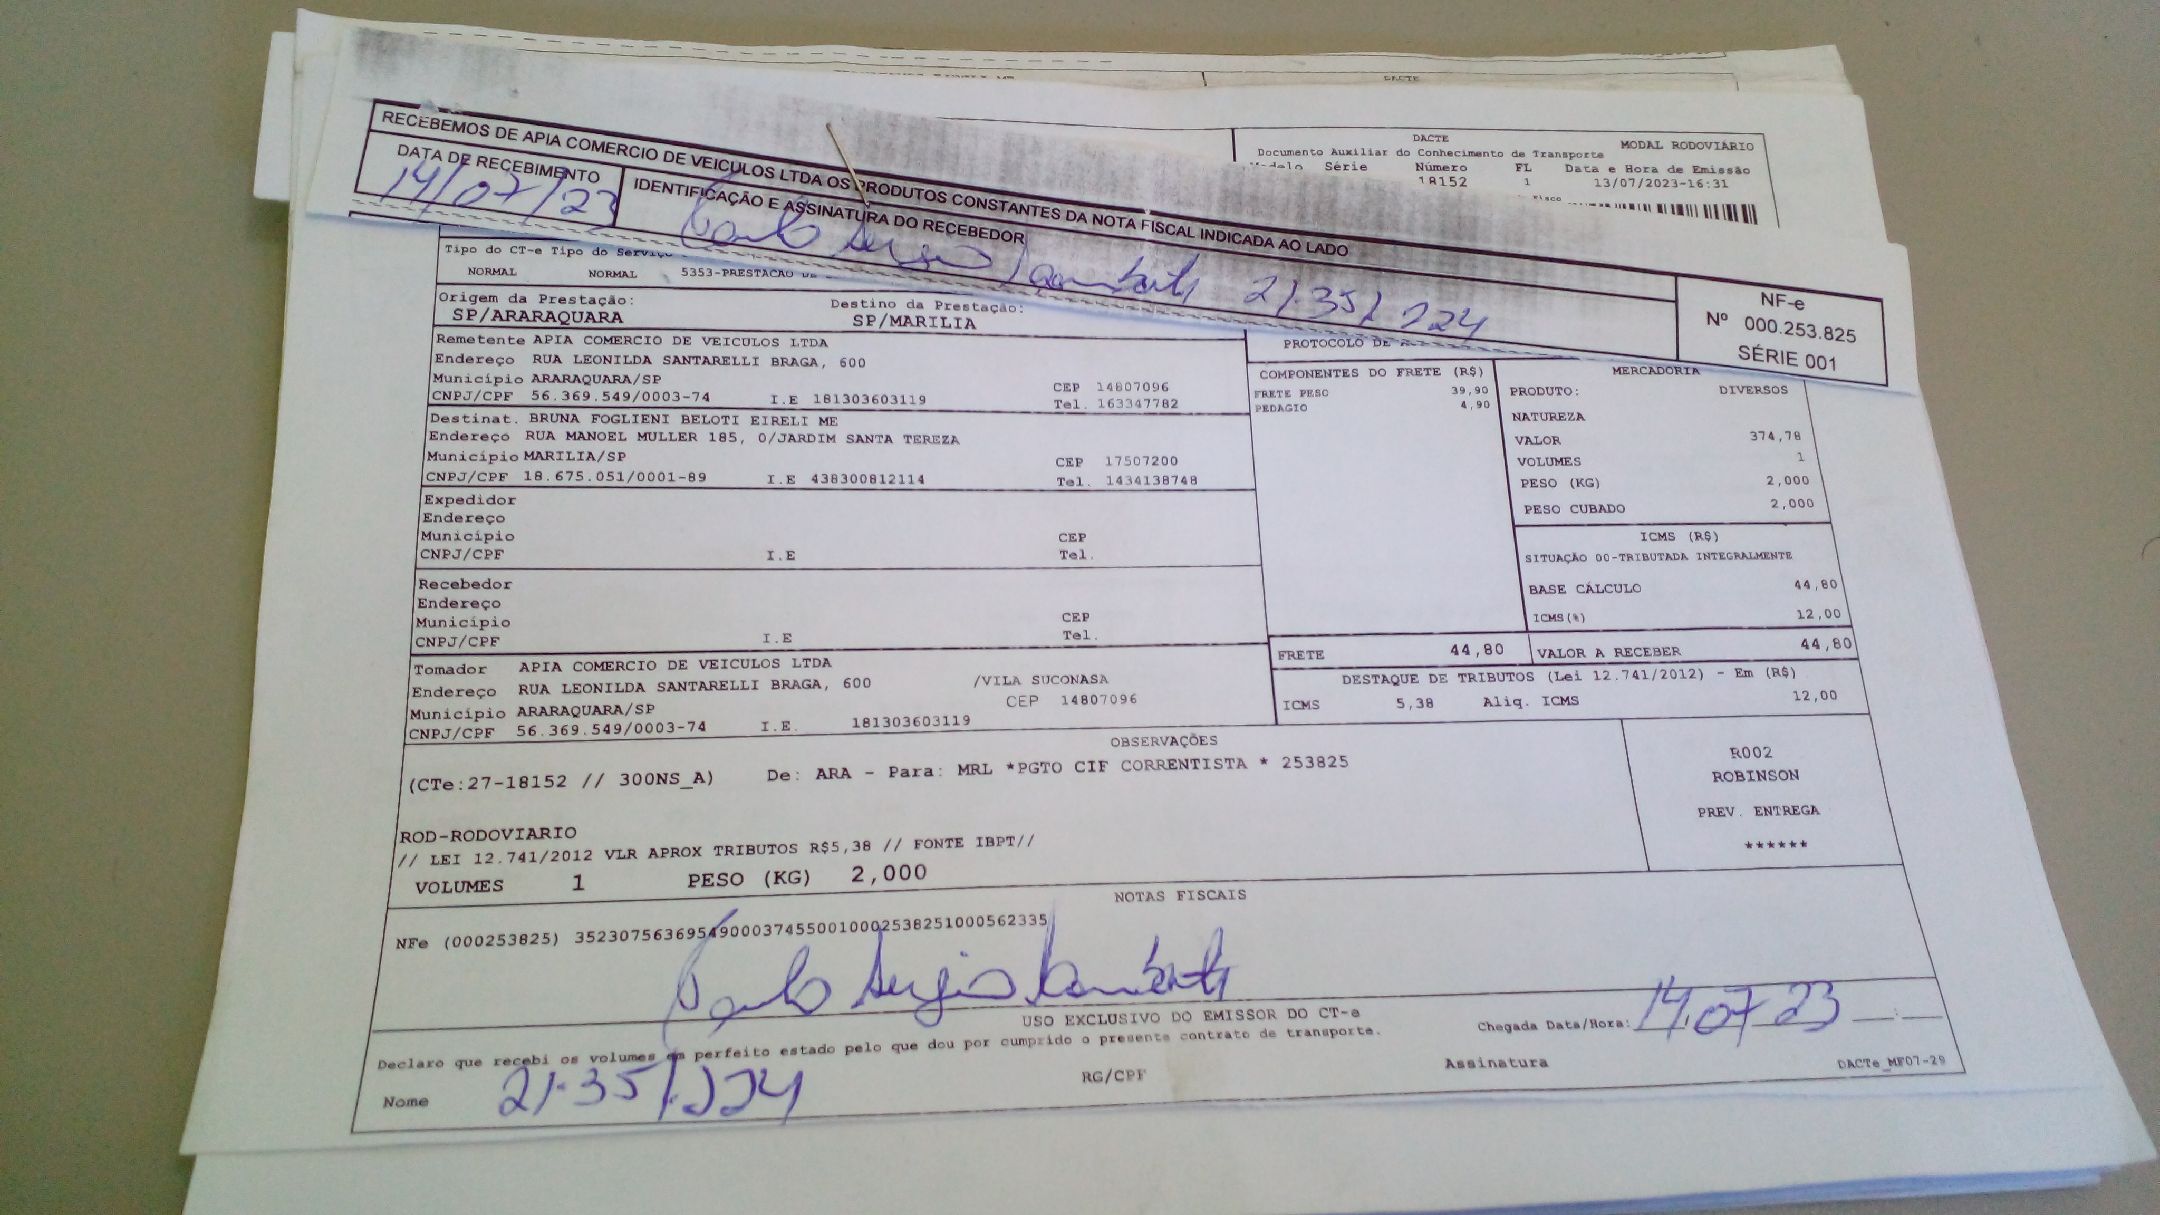 DACTE
RECEBEMOS DE APIA COMERCIO DE VEICULOS LTDA OS PRODUTOS CONSTANTES DA NOTA FISCAL INDICADA AO LADO
DATA DE RECEBIMENTO
14/07/23
IDENTIFICAÇÃO E ASSINATURA DO RECEBEDOR
Paulo Sergio
NF-e
Nº 000.253.825
SÉRIE 001
DACTE MODAL RODOVIÁRIO
Documento Auxiliar do Conhecimento de Transporte
Modelo Série Número FL Data e Hora de Emissão
18152 1 13/07/2023-16:31
Fisco
Tipo do CT-e Tipo do Serviço
NORMAL NORMAL 5353-PRESTACAO DE
Origem da Prestação: Destino da Prestação:
SP/ARARAQUARA SP/MARILIA
Remetente APIA COMERCIO DE VEICULOS LTDA
Endereço RUA LEONILDA SANTARELLI BRAGA, 600
Município ARARAQUARA/SP CEP 14807096
CNPJ/CPF 56.369.549/0003-74 I.E 181303603119 Tel. 163347782
Destinat. BRUNA FOGLIENI BELOTI EIRELI ME
Endereço RUA MANOEL MULLER 185, 0/JARDIM SANTA TEREZA
Município MARILIA/SP CEP 17507200
CNPJ/CPF 18.675.051/0001-89 I.E 438300812114 Tel. 1434138748
Expedidor
Endereço
Município CEP
CNPJ/CPF I.E Tel.
Recebedor
Endereço
Município CEP
CNPJ/CPF I.E Tel.
Tomador APIA COMERCIO DE VEICULOS LTDA
Endereço RUA LEONILDA SANTARELLI BRAGA, 600 /VILA SUCONASA
Município ARARAQUARA/SP CEP 14807096
CNPJ/CPF 56.369.549/0003-74 I.E. 181303603119
PROTOCOLO DE
COMPONENTES DO FRETE (R$)
FRETE PESO 39,90
PEDAGIO 4,90
MERCADORIA
PRODUTO: DIVERSOS
NATUREZA
VALOR 374,78
VOLUMES 1
PESO (KG) 2,000
PESO CUBADO 2,000
ICMS (R$)
SITUAÇÃO 00-TRIBUTADA INTEGRALMENTE
BASE CÁLCULO 44,80
ICMS(%) 12,00
FRETE 44,80 VALOR A RECEBER 44,80
DESTAQUE DE TRIBUTOS (Lei 12.741/2012) - Em (R$)
ICMS 5,38 Aliq. ICMS 12,00
OBSERVAÇÕES
(CTe:27-18152 // 300NS_A) De: ARA - Para: MRL *PGTO CIF CORRENTISTA * 253825
R002
ROBINSON
PREV. ENTREGA
******
ROD-RODOVIARIO
// LEI 12.741/2012 VLR APROX TRIBUTOS R$5,38 // FONTE IBPT//
VOLUMES 1 PESO (KG) 2,000
NOTAS FISCAIS
NFe (000253825) 35230756369549000374550010002538251000562335
Paulo Sergio
USO EXCLUSIVO DO EMISSOR DO CT-e
Declaro que recebi os volumes em perfeito estado pelo que dou por cumprido o presente contrato de transporte.
Chegada Data/Hora: 14.07 23 __:__
Nome RG/CPF Assinatura DACTe_MF07-29